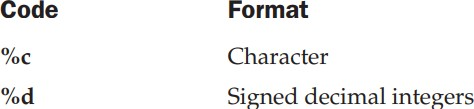 Code Format
%c Character
%d Signed decimal integers